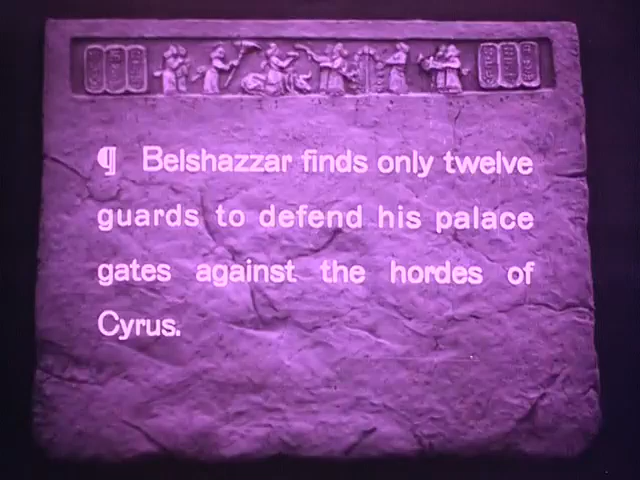 ¶ Belshazzar finds only twelve
guards to defend his palace
gates against the hordes of
Cyrus.